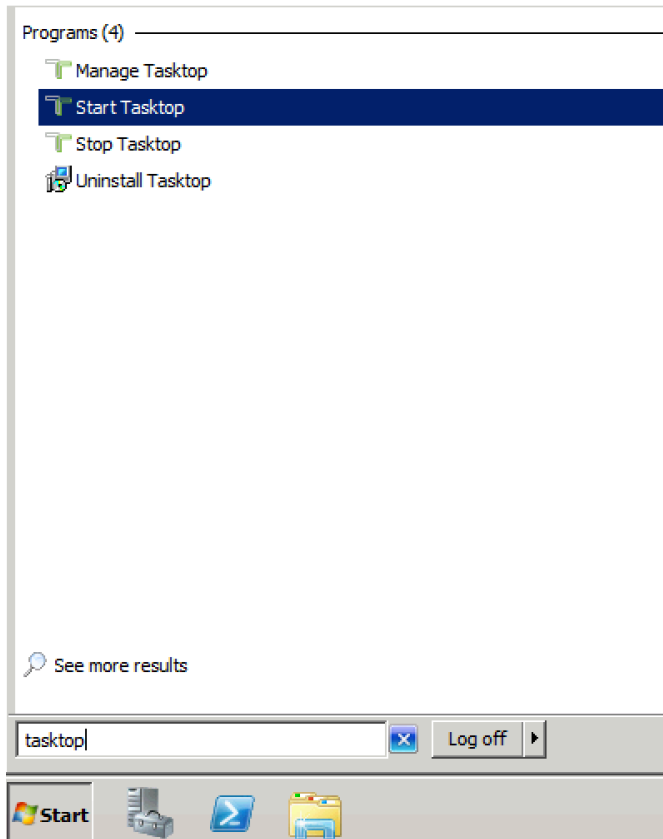 Programs (4)
Manage Tasktop
Start Tasktop
Stop Tasktop
Uninstall Tasktop
See more results
tasktop
Log off
Start